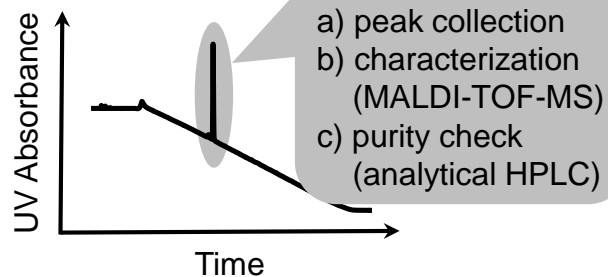 UV Absorbance
a) peak collection
b) characterization
(MALDI-TOF-MS)
c) purity check
(analytical HPLC)
Time